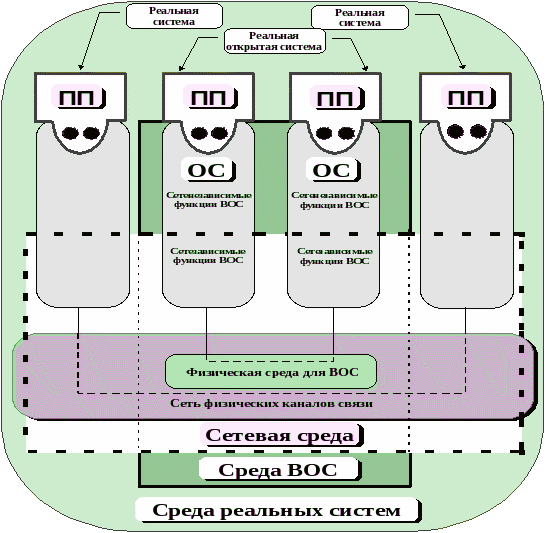 Реальная
система
Реальная
открытая система
Реальная
система
ПП
ПП
ПП
ПП
ОС
ОС
Сетенезависимые
функции ВОС
Сетенезависимые
функции ВОС
Сетезависимые
функции ВОС
Сетезависимые
функции ВОС
Физическая среда для ВОС
Сеть физических каналов связи
Сетевая среда
Среда ВОС
Среда реальных систем